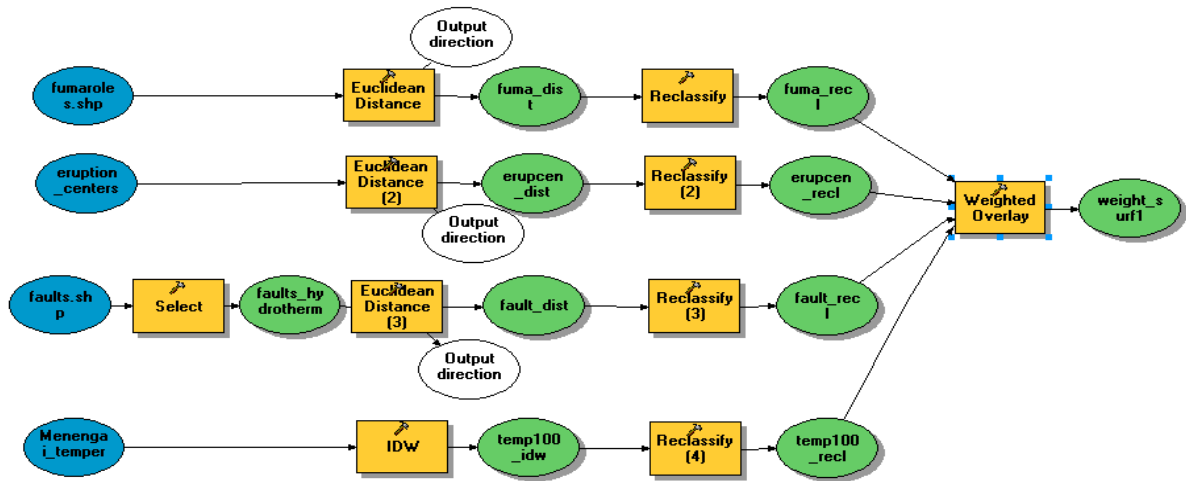 Output
direction
fumarole
s.shp
Euclidean
Distance
fuma_dis
t
Reclassify
fuma_rec
l
eruption
_centers
Euclidean
Distance
(2)
erupcen
_dist
Reclassify
(2)
erupcen
_recl
Weighted
Overlay
weight_s
urf1
Output
direction
faults.sh
p
Select
faults_hy
drotherm
Euclidean
Distance
(3)
fault_dist
Reclassify
(3)
fault_rec
l
Output
direction
Menenga
i_temper
IDW
temp100
_idw
Reclassify
(4)
temp100
_recl